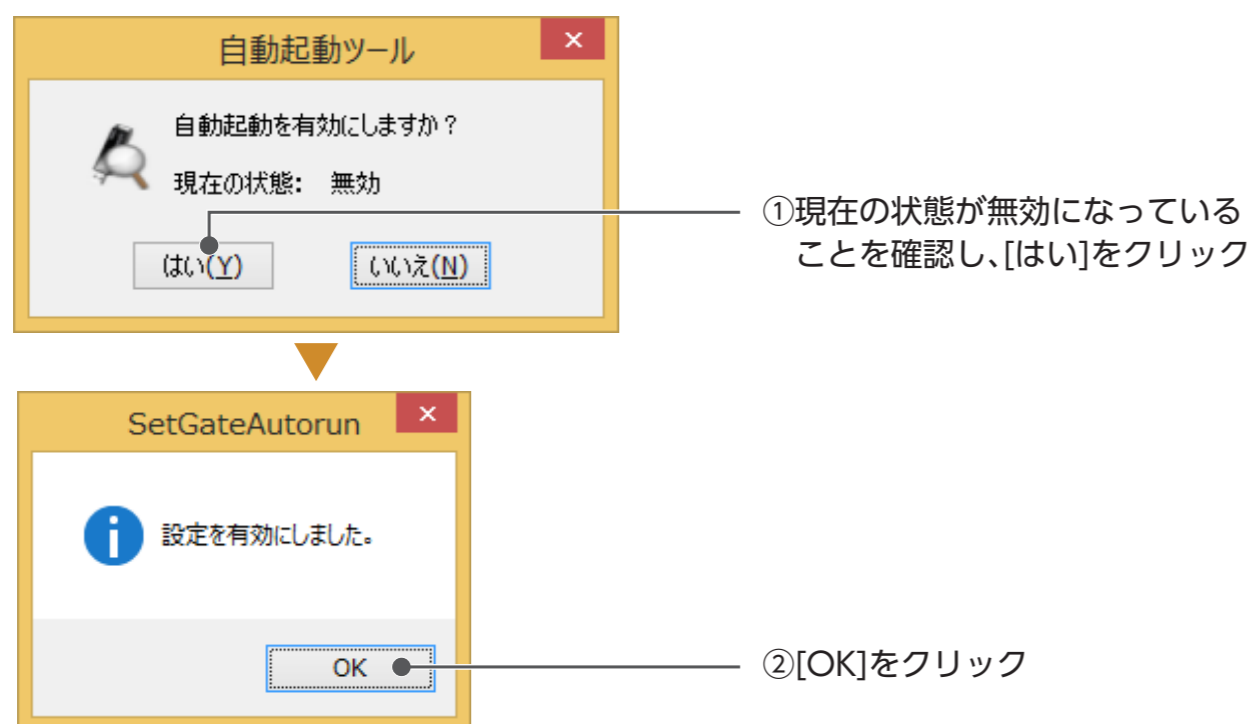 自動起動ツール
自動起動を有効にしますか？
現在の状態： 無効
はい(Y)
いいえ(N)
①現在の状態が無効になっている
ことを確認し、[はい]をクリック
SetGateAutorun
設定を有効にしました。
OK
②[OK]をクリック